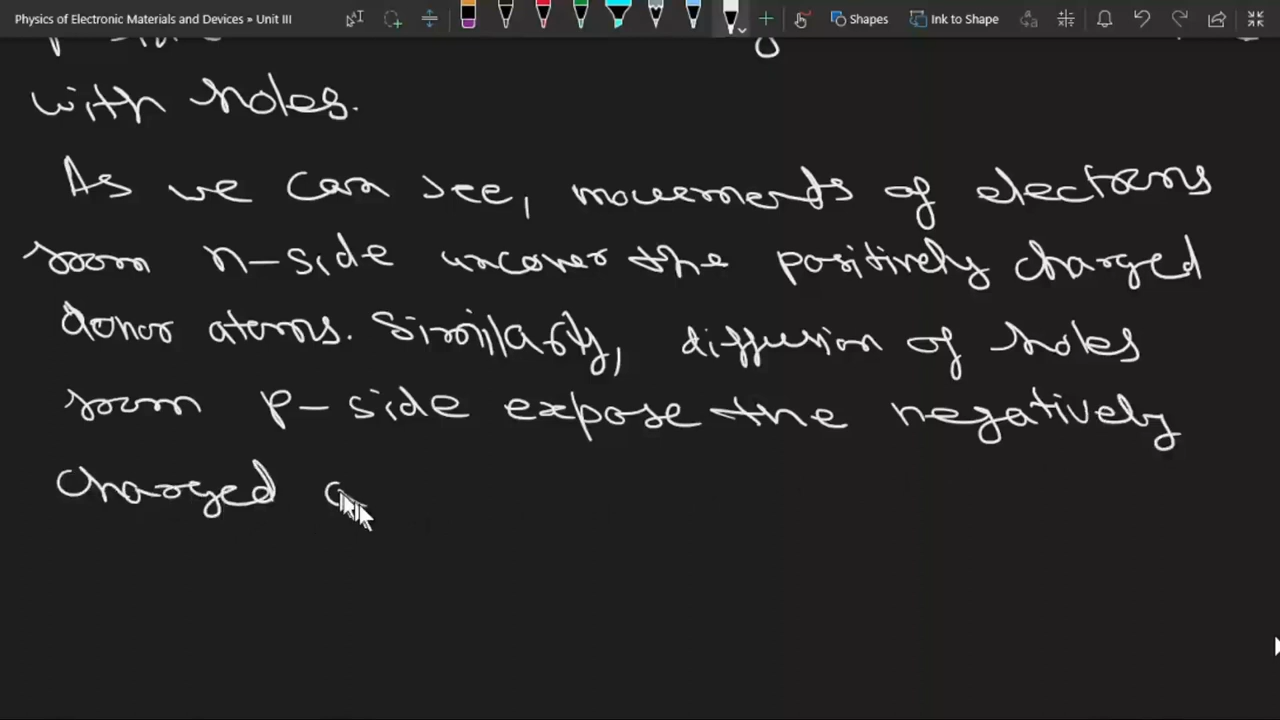 Physics of Electronic Materials and Devices » Unit III
Shapes
Ink to Shape
with holes.
As we can see, movements of electrons
from n-side uncover the positively charged
donor atoms. Similarly, diffusion of holes
from p-side expose the negatively
charged